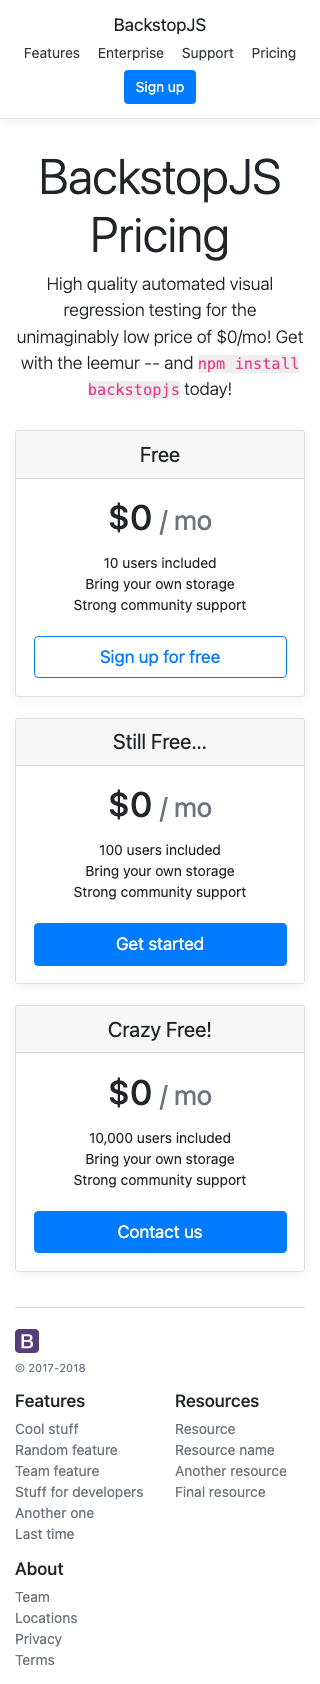 BackstopJS
Features Enterprise Support Pricing
Sign up
BackstopJS
Pricing
High quality automated visual
regression testing for the
unimaginably low price of $0/mo! Get
with the leemur -- and npm install
backstopjs today!
Free
$0 / mo
10 users included
Bring your own storage
Strong community support
Sign up for free
Still Free...
$0 / mo
100 users included
Bring your own storage
Strong community support
Get started
Crazy Free!
$0 / mo
10,000 users included
Bring your own storage
Strong community support
Contact us
B
© 2017-2018
Features
Cool stuff
Random feature
Team feature
Stuff for developers
Another one
Last time
Resources
Resource
Resource name
Another resource
Final resource
About
Team
Locations
Privacy
Terms